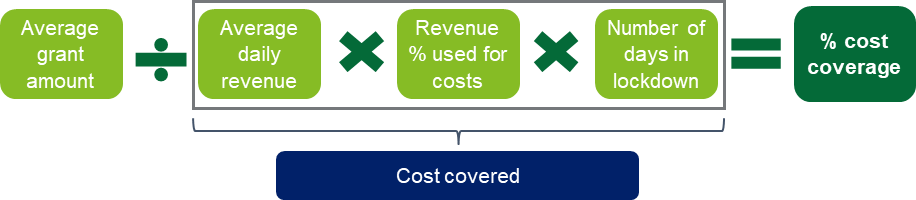 Average
grant
amount
÷
Average
daily
revenue
×
Revenue
% used for
costs
×
Number of
days in
lockdown
=
% cost
coverage
Cost covered